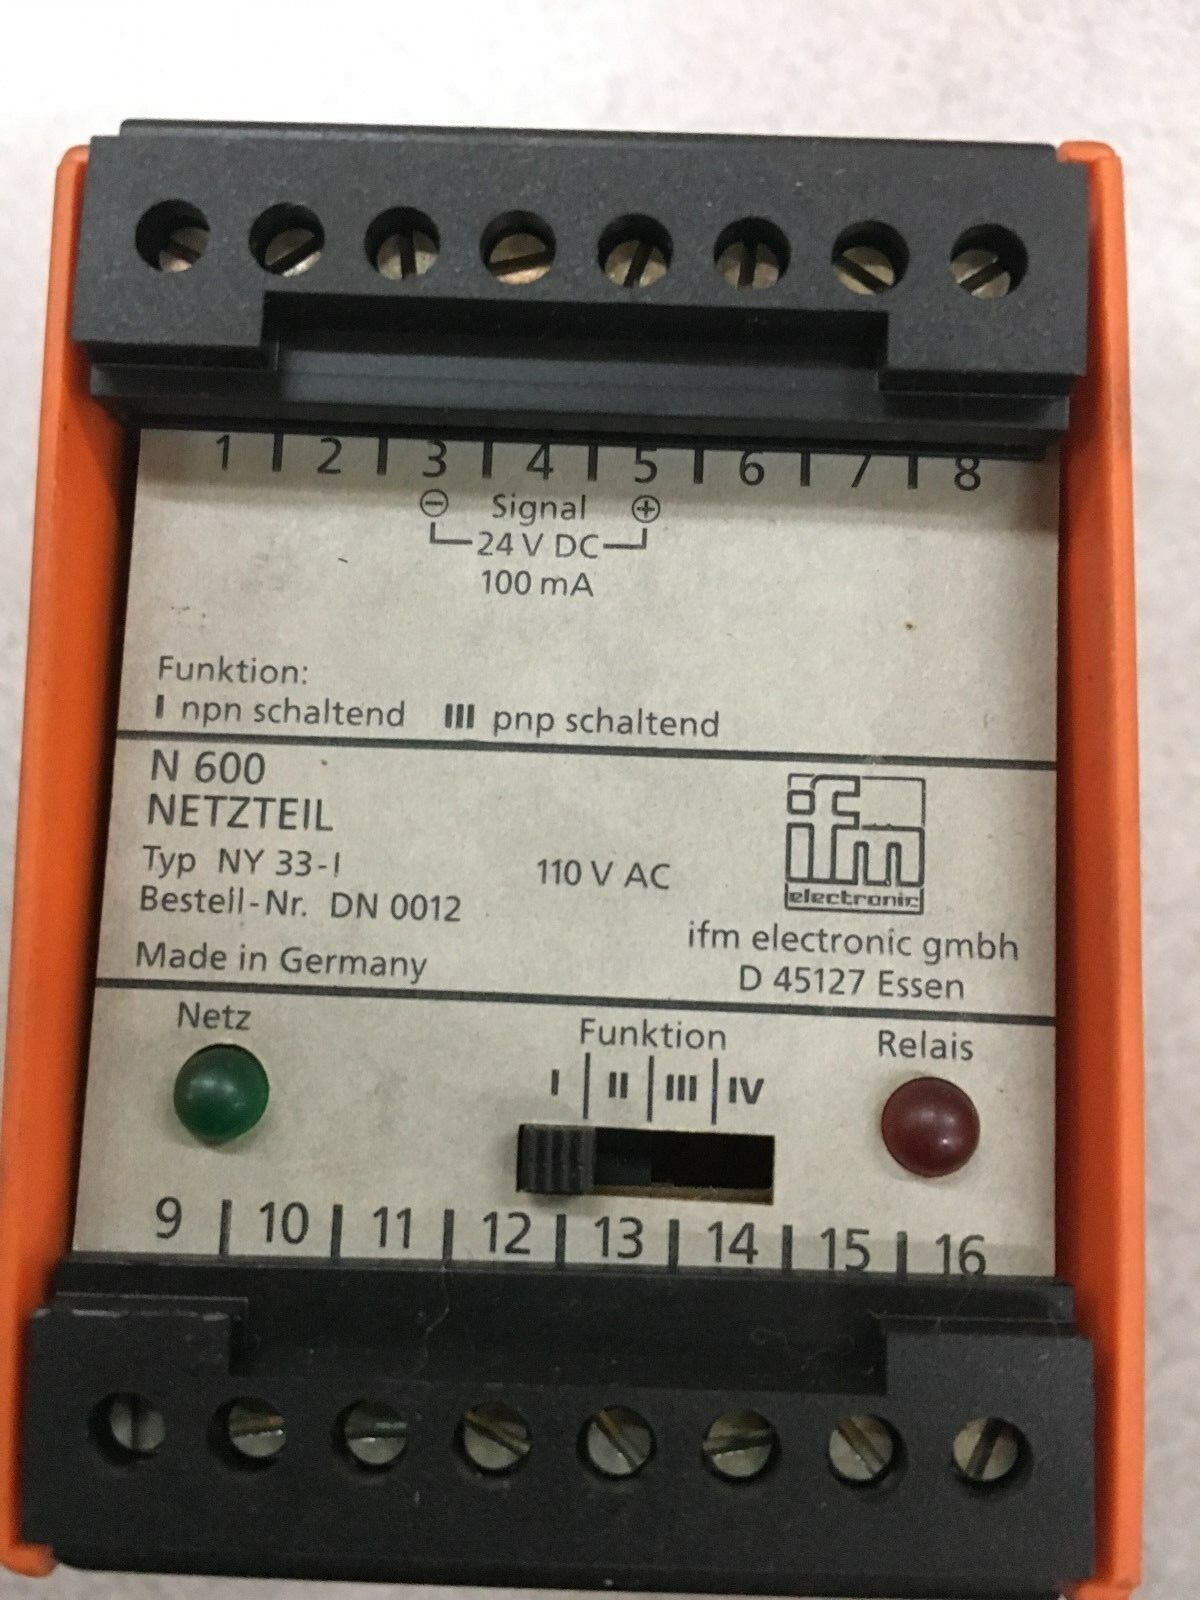 1 2 3 4 5 6 7 8
⊖ Signal ⊕
24 V DC
100 mA
Funktion:
I npn schaltend III pnp schaltend
N 600
NETZTEIL
Typ NY 33-I 110 V AC
Bestell-Nr. DN 0012
Made in Germany
ifm
electronic
ifm electronic gmbh
D 45127 Essen
Netz Funktion Relais
I II III IV
9 10 11 12 13 14 15 16